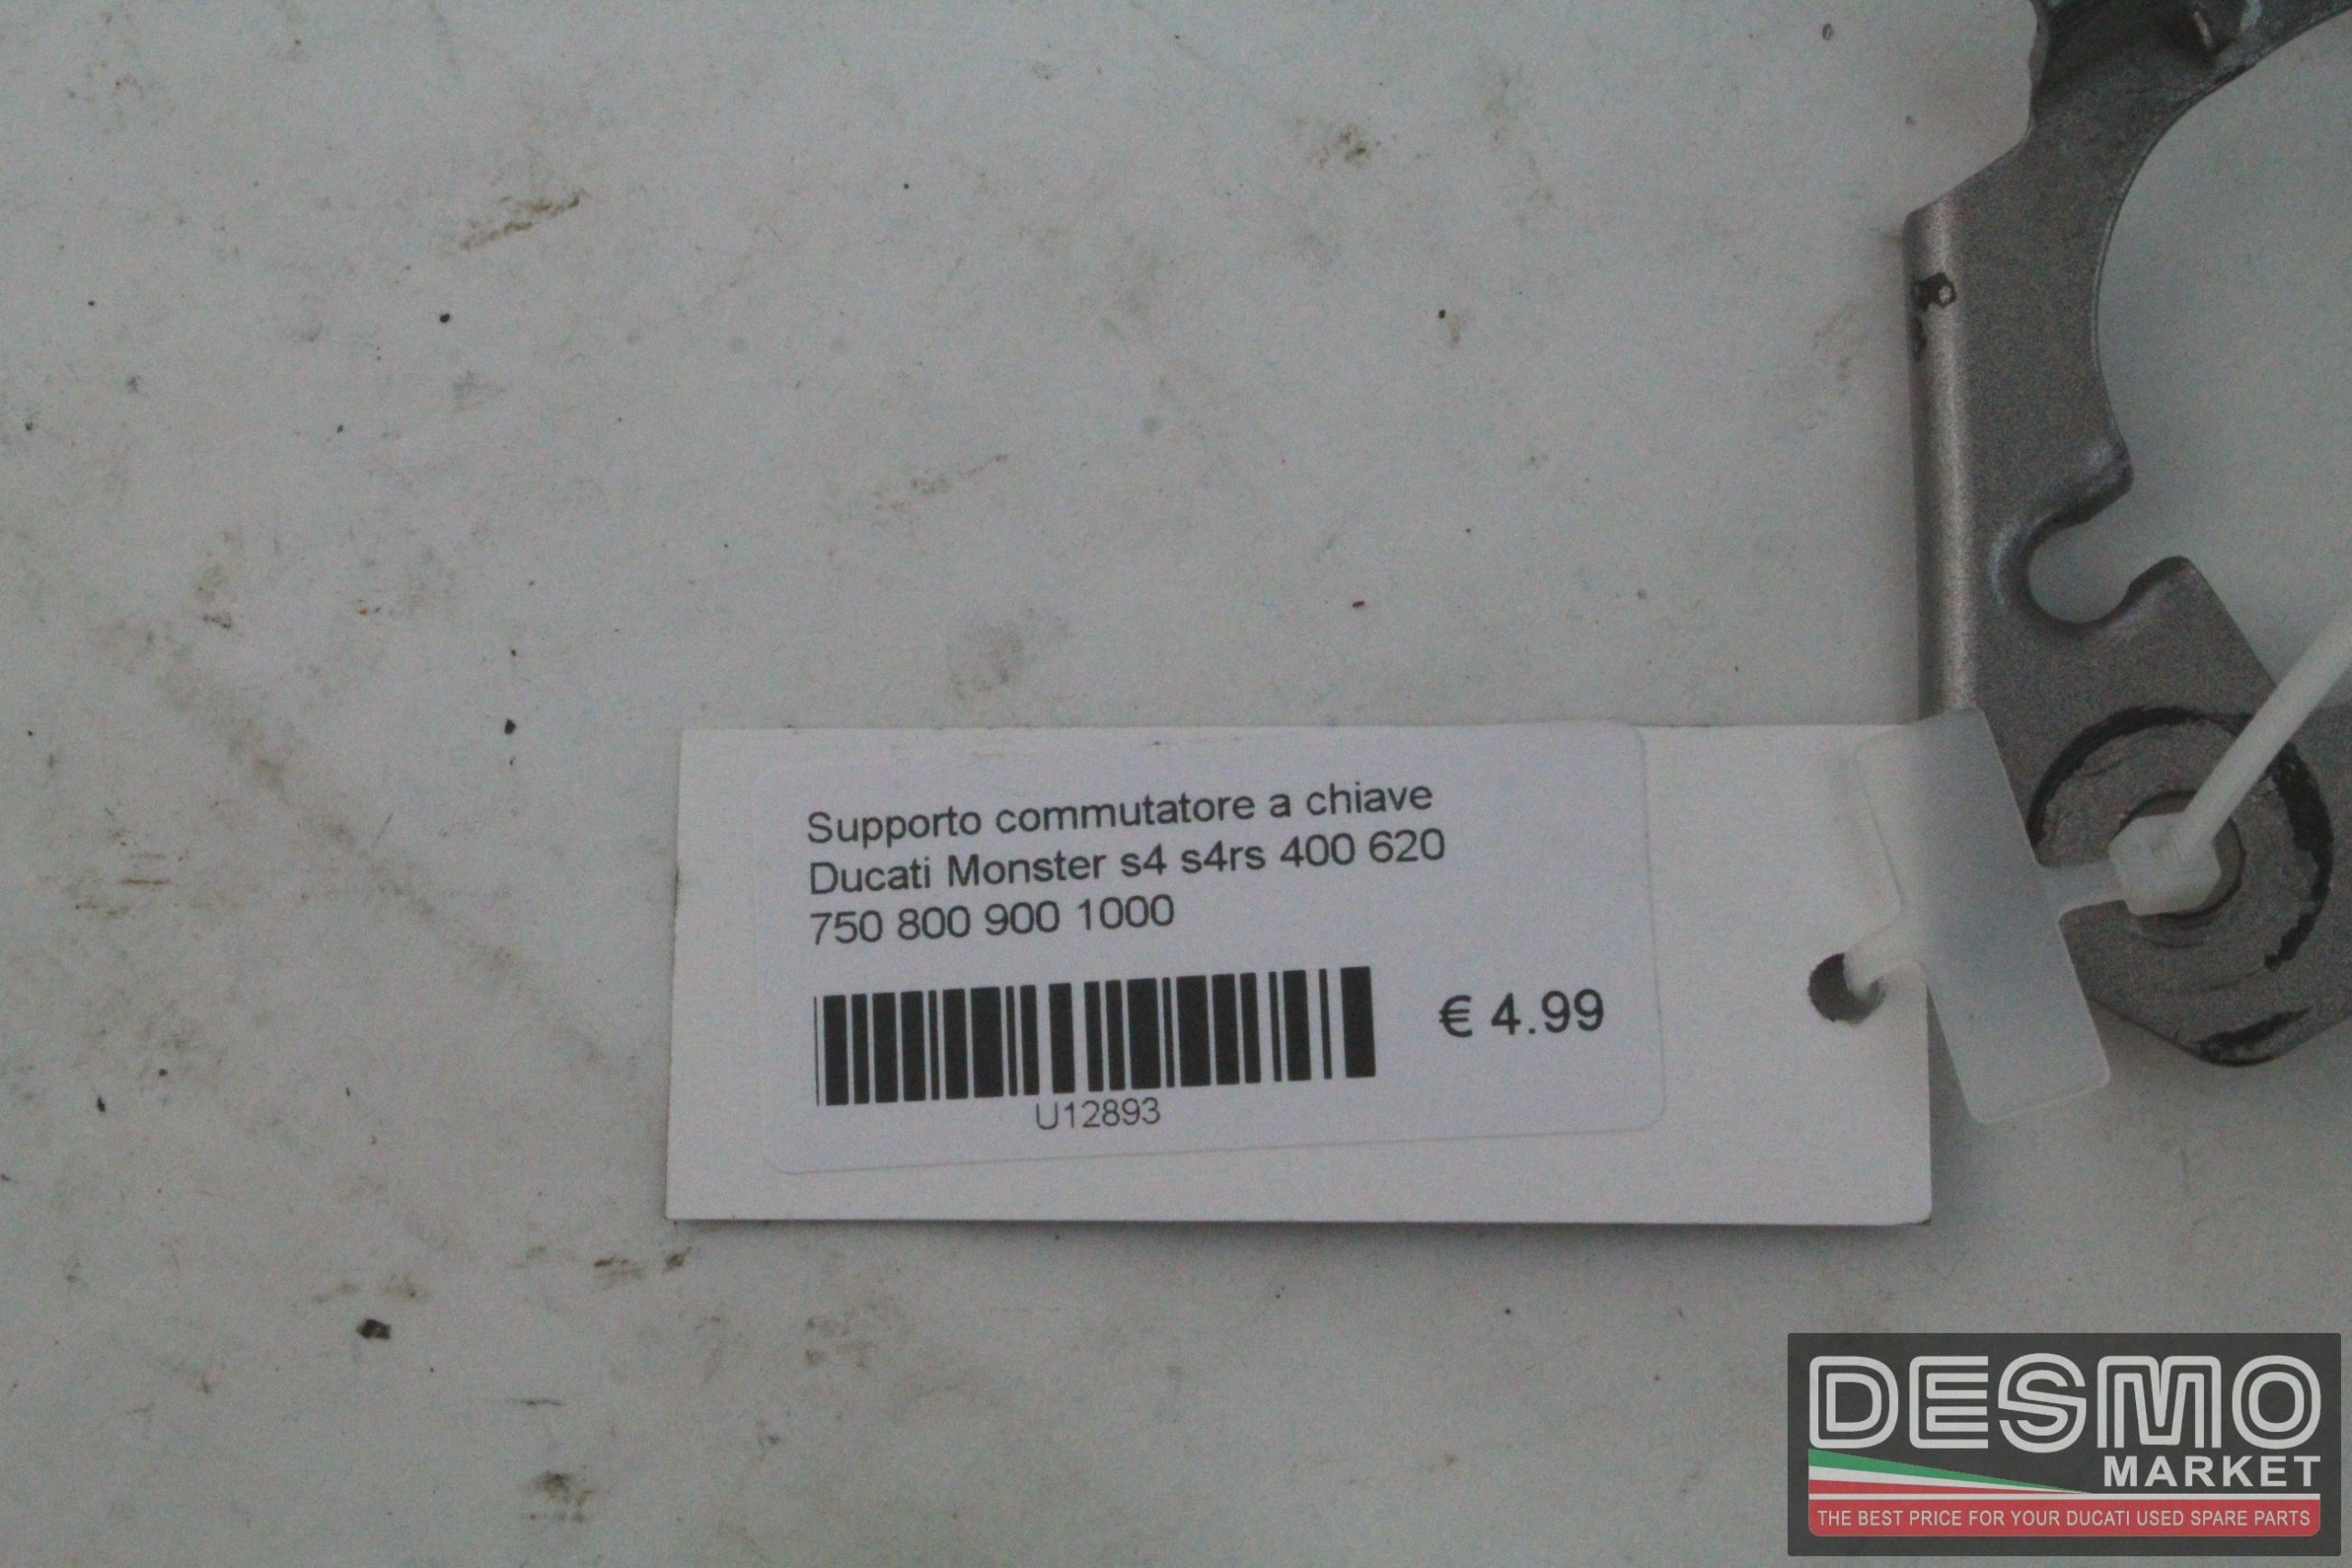 Supporto commutatore a chiave
Ducati Monster s4 s4rs 400 620
750 800 900 1000
€ 4.99
U12893
DESMO
MARKET
THE BEST PRICE FOR YOUR DUCATI USED SPARE PARTS